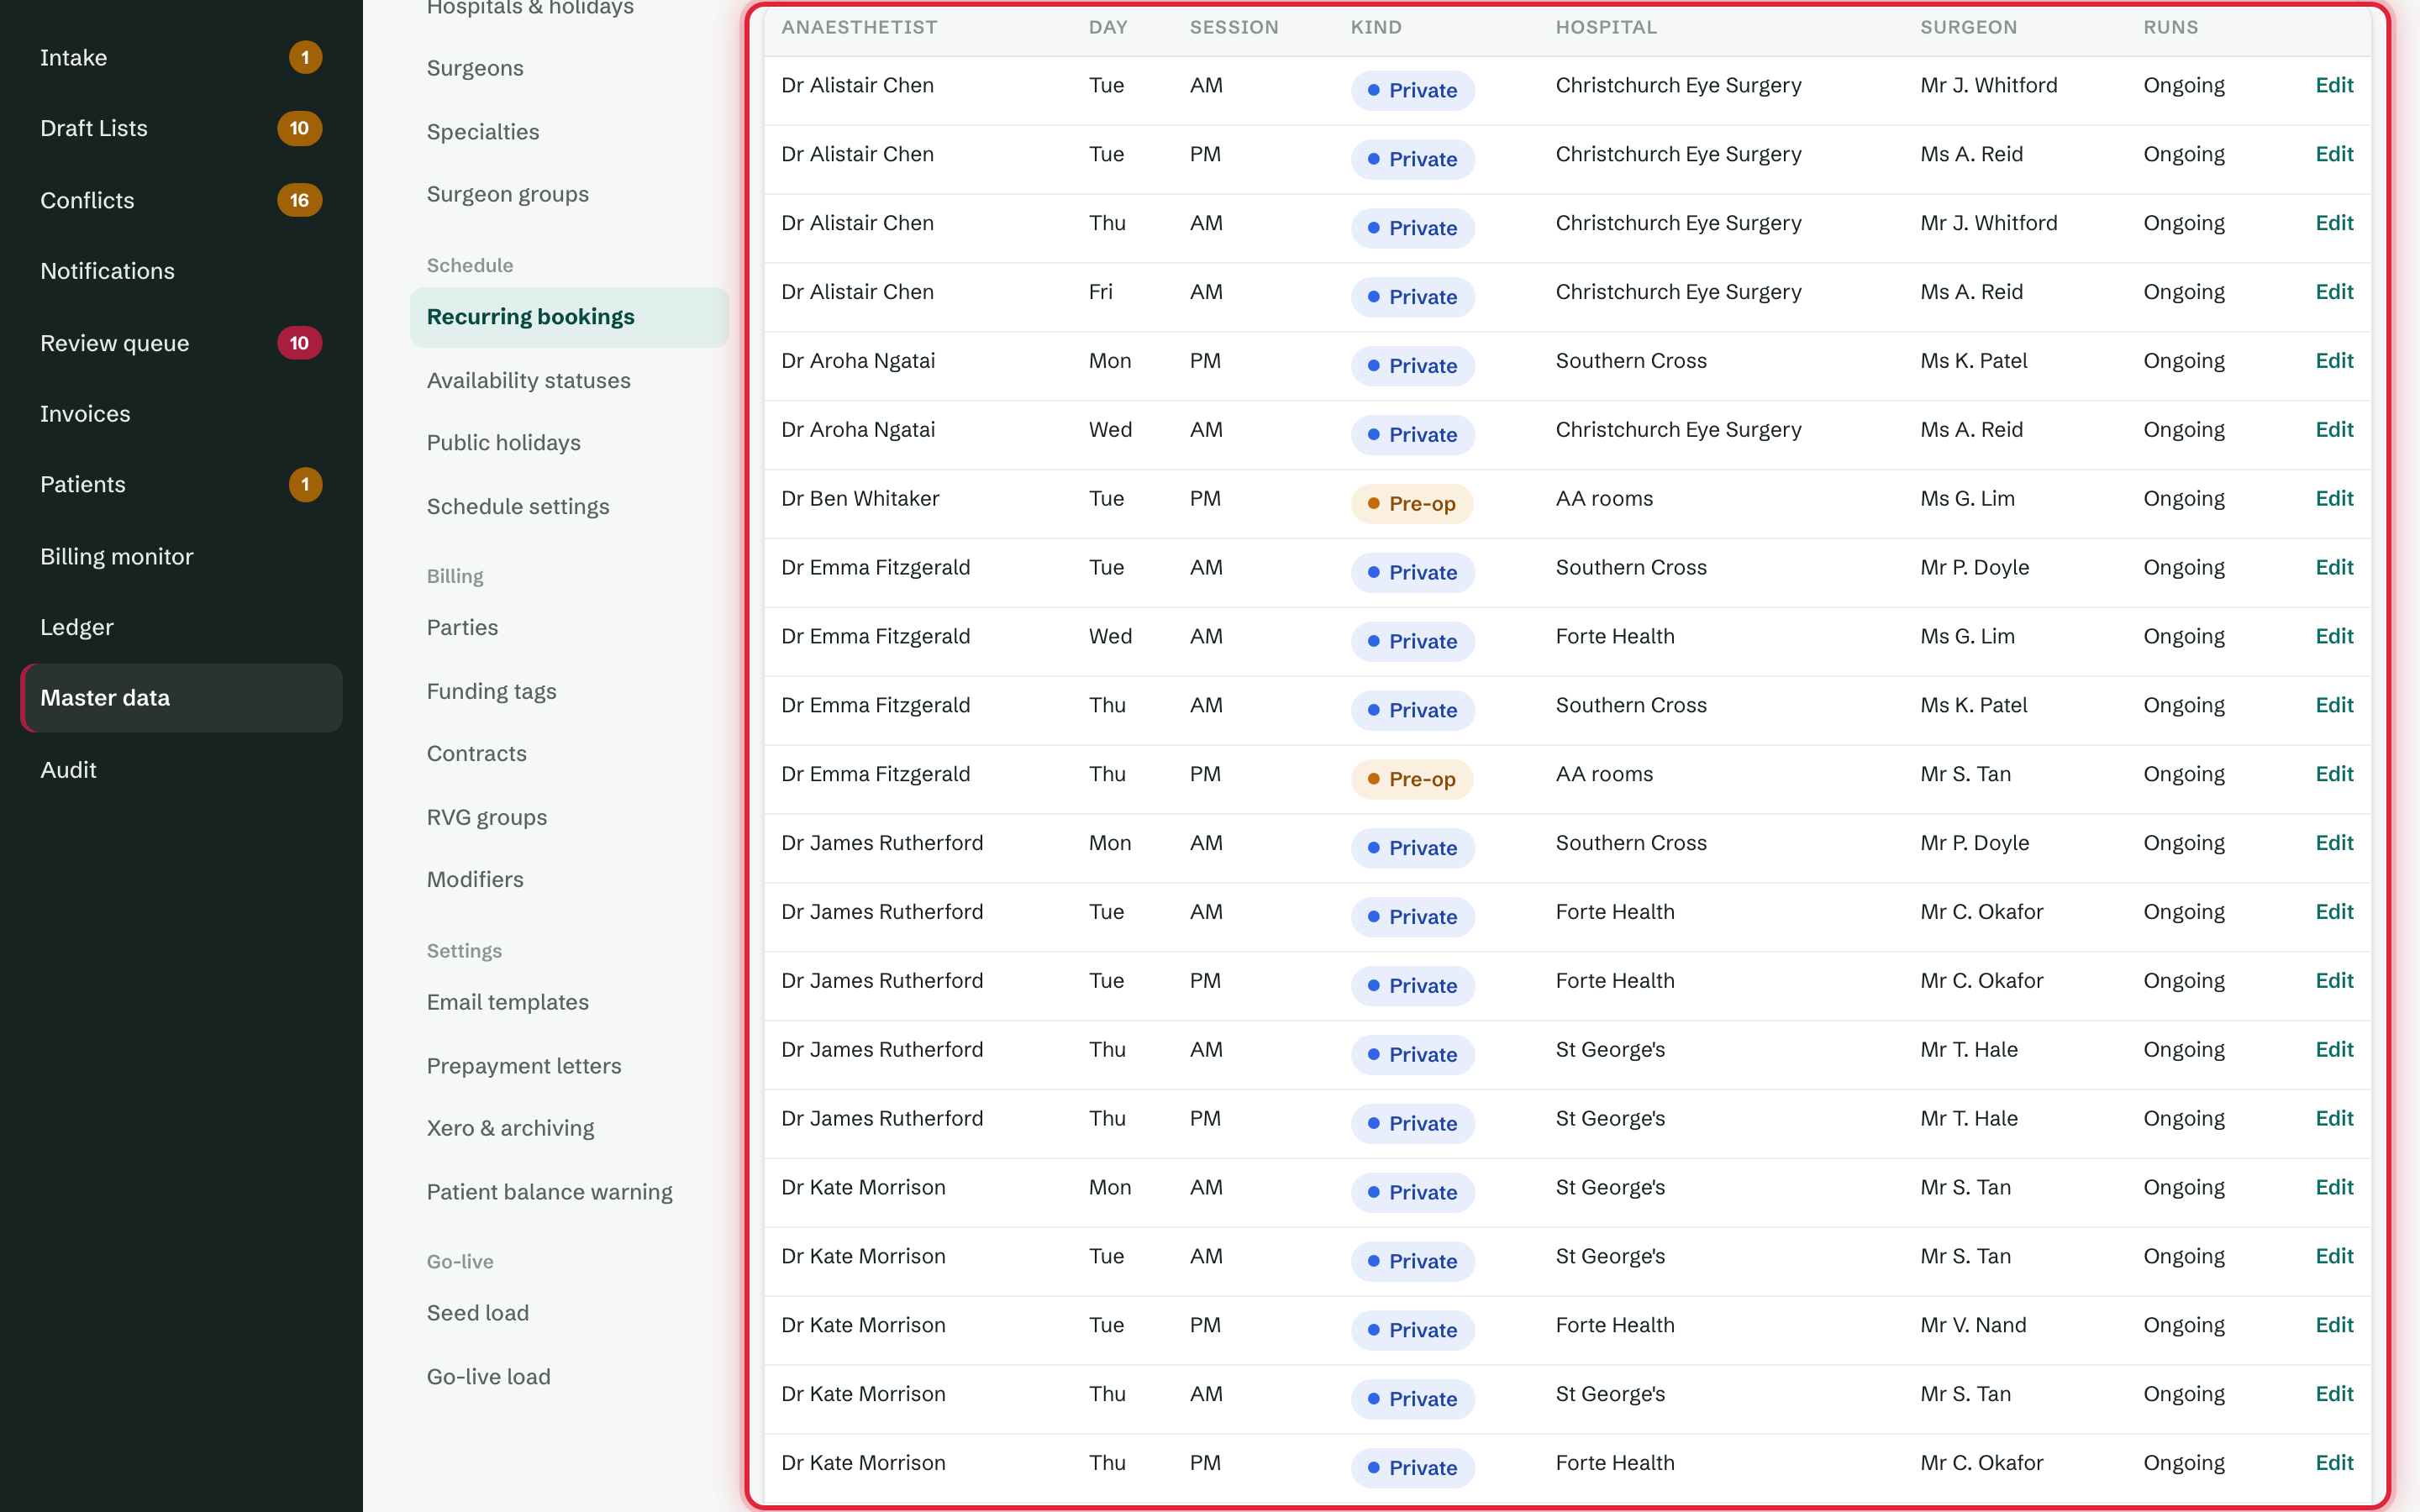 Intake 1
Draft Lists 10
Conflicts 16
Notifications
Review queue 10
Invoices
Patients 1
Billing monitor
Ledger
Master data
Audit
Hospitals & holidays
Surgeons
Specialties
Surgeon groups
Schedule
Recurring bookings
Availability statuses
Public holidays
Schedule settings
Billing
Parties
Funding tags
Contracts
RVG groups
Modifiers
Settings
Email templates
Prepayment letters
Xero & archiving
Patient balance warning
Go-live
Seed load
Go-live load
ANAESTHETIST DAY SESSION KIND HOSPITAL SURGEON RUNS
Dr Alistair Chen Tue AM Private Christchurch Eye Surgery Mr J. Whitford Ongoing Edit
Dr Alistair Chen Tue PM Private Christchurch Eye Surgery Ms A. Reid Ongoing Edit
Dr Alistair Chen Thu AM Private Christchurch Eye Surgery Mr J. Whitford Ongoing Edit
Dr Alistair Chen Fri AM Private Christchurch Eye Surgery Ms A. Reid Ongoing Edit
Dr Aroha Ngatai Mon PM Private Southern Cross Ms K. Patel Ongoing Edit
Dr Aroha Ngatai Wed AM Private Christchurch Eye Surgery Ms A. Reid Ongoing Edit
Dr Ben Whitaker Tue PM Pre-op AA rooms Ms G. Lim Ongoing Edit
Dr Emma Fitzgerald Tue AM Private Southern Cross Mr P. Doyle Ongoing Edit
Dr Emma Fitzgerald Wed AM Private Forte Health Ms G. Lim Ongoing Edit
Dr Emma Fitzgerald Thu AM Private Southern Cross Ms K. Patel Ongoing Edit
Dr Emma Fitzgerald Thu PM Pre-op AA rooms Mr S. Tan Ongoing Edit
Dr James Rutherford Mon AM Private Southern Cross Mr P. Doyle Ongoing Edit
Dr James Rutherford Tue AM Private Forte Health Mr C. Okafor Ongoing Edit
Dr James Rutherford Tue PM Private Forte Health Mr C. Okafor Ongoing Edit
Dr James Rutherford Thu AM Private St George's Mr T. Hale Ongoing Edit
Dr James Rutherford Thu PM Private St George's Mr T. Hale Ongoing Edit
Dr Kate Morrison Mon AM Private St George's Mr S. Tan Ongoing Edit
Dr Kate Morrison Tue AM Private St George's Mr S. Tan Ongoing Edit
Dr Kate Morrison Tue PM Private Forte Health Mr V. Nand Ongoing Edit
Dr Kate Morrison Thu AM Private St George's Mr S. Tan Ongoing Edit
Dr Kate Morrison Thu PM Private Forte Health Mr C. Okafor Ongoing Edit